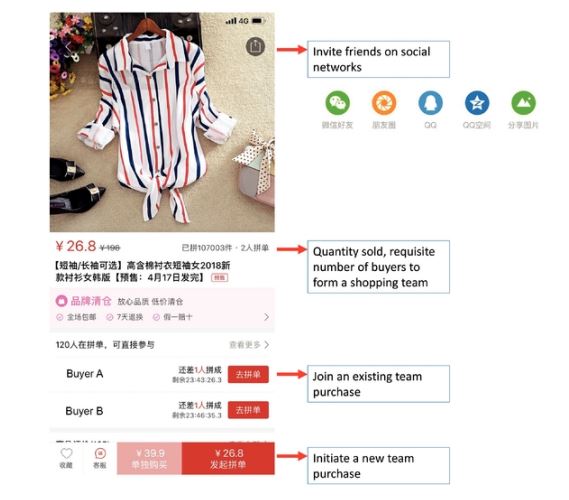 4G
Invite friends on social
networks
微信好友
朋友圈
QQ
QQ空间
分享图片
¥26.8 ¥198
已拼107003件·2人拼单
【短袖/长袖可选】高含棉衬衣短袖女2018新
款衬衫女韩版【预售：4月17日发完】
Quantity sold, requisite
number of buyers to
form a shopping team
品牌清仓 放心品质 低价清仓
全场包邮 7天退换 假一赔十
120人在拼单，可直接参与
查看更多
Buyer A
还差1人拼成
剩余23:43:26.3
去拼单
Join an existing team
purchase
Buyer B
还差1人拼成
剩余23:46:35.3
去拼单
收藏
客服
¥39.9
单独购买
¥26.8
发起拼单
Initiate a new team
purchase